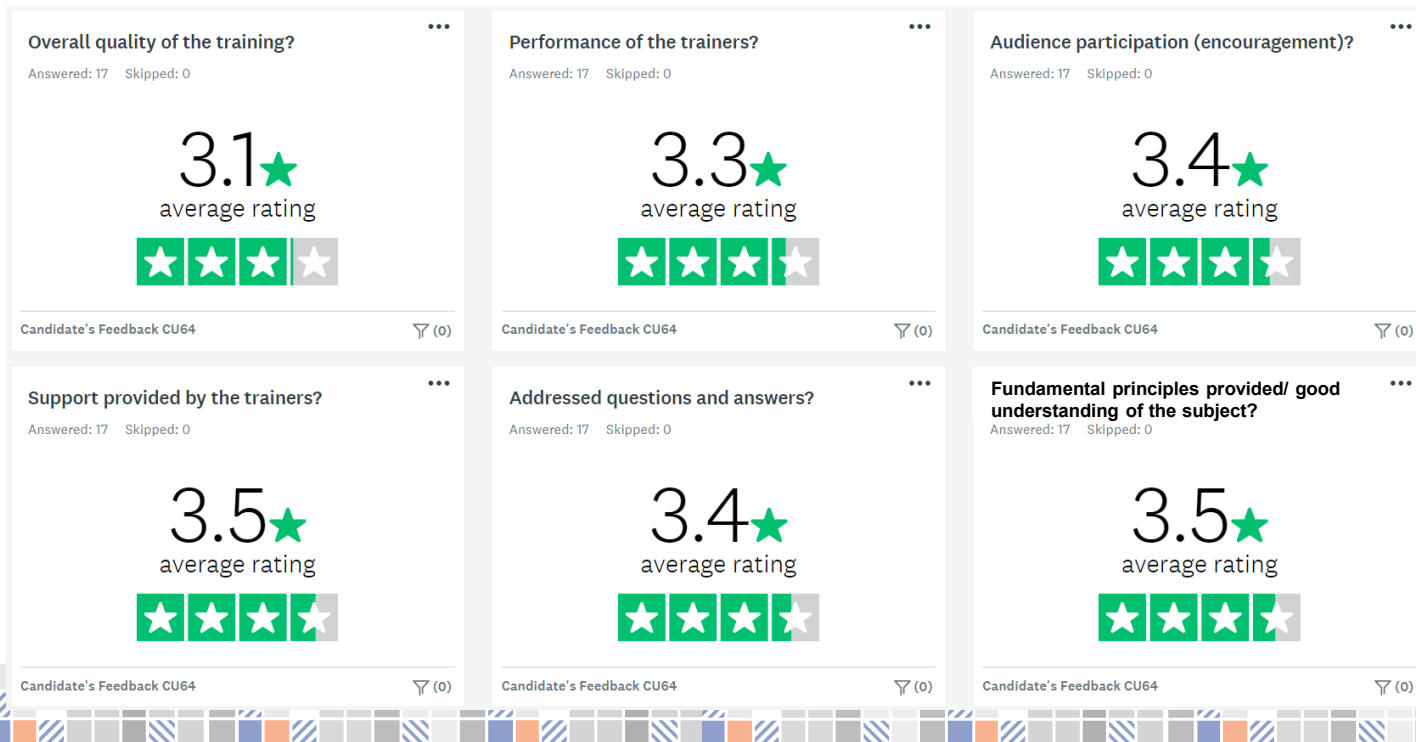 Overall quality of the training?
Answered: 17 Skipped: 0
3.1
average rating
Candidate's Feedback CU64
(0)
Performance of the trainers?
Answered: 17 Skipped: 0
3.3
average rating
Candidate's Feedback CU64
(0)
Audience participation (encouragement)?
Answered: 17 Skipped: 0
3.4
average rating
Candidate's Feedback CU64
(0)
Support provided by the trainers?
Answered: 17 Skipped: 0
3.5
average rating
Candidate's Feedback CU64
(0)
Addressed questions and answers?
Answered: 17 Skipped: 0
3.4
average rating
Candidate's Feedback CU64
(0)
Fundamental principles provided/ good
understanding of the subject?
Answered: 17 Skipped: 0
3.5
average rating
Candidate's Feedback CU64
(0)